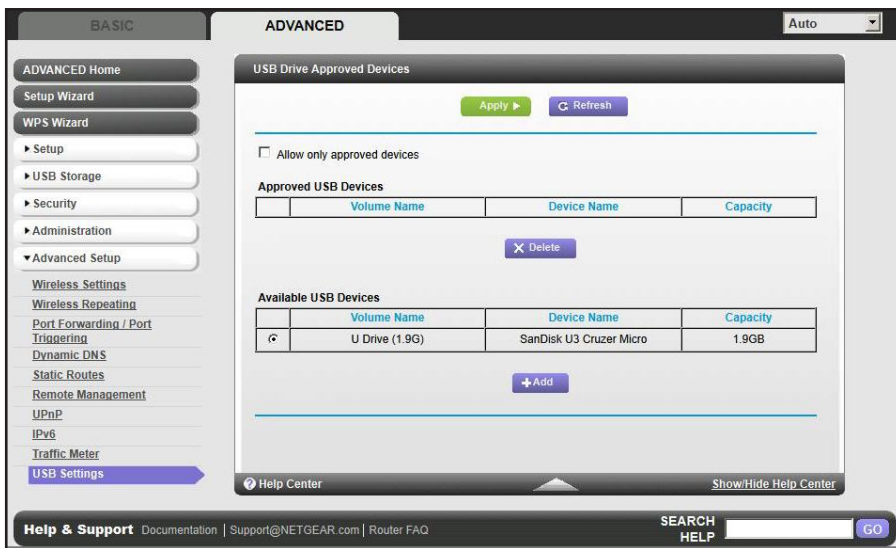 BASIC
ADVANCED
Auto
ADVANCED Home
Setup Wizard
WPS Wizard
Setup
USB Storage
Security
Administration
Advanced Setup
Wireless Settings
Wireless Repeating
Port Forwarding / Port
Triggering
Dynamic DNS
Static Routes
Remote Management
UPnP
IPv6
Traffic Meter
USB Settings
USB Drive Approved Devices
Apply
Refresh
Allow only approved devices
Approved USB Devices
Volume Name Device Name Capacity
Delete
Available USB Devices
Volume Name Device Name Capacity
U Drive (1.9G) SanDisk U3 Cruzer Micro 1.9GB
Add
Help Center
Show/Hide Help Center
Help & Support Documentation | Support@NETGEAR.com | Router FAQ
SEARCH
HELP
GO